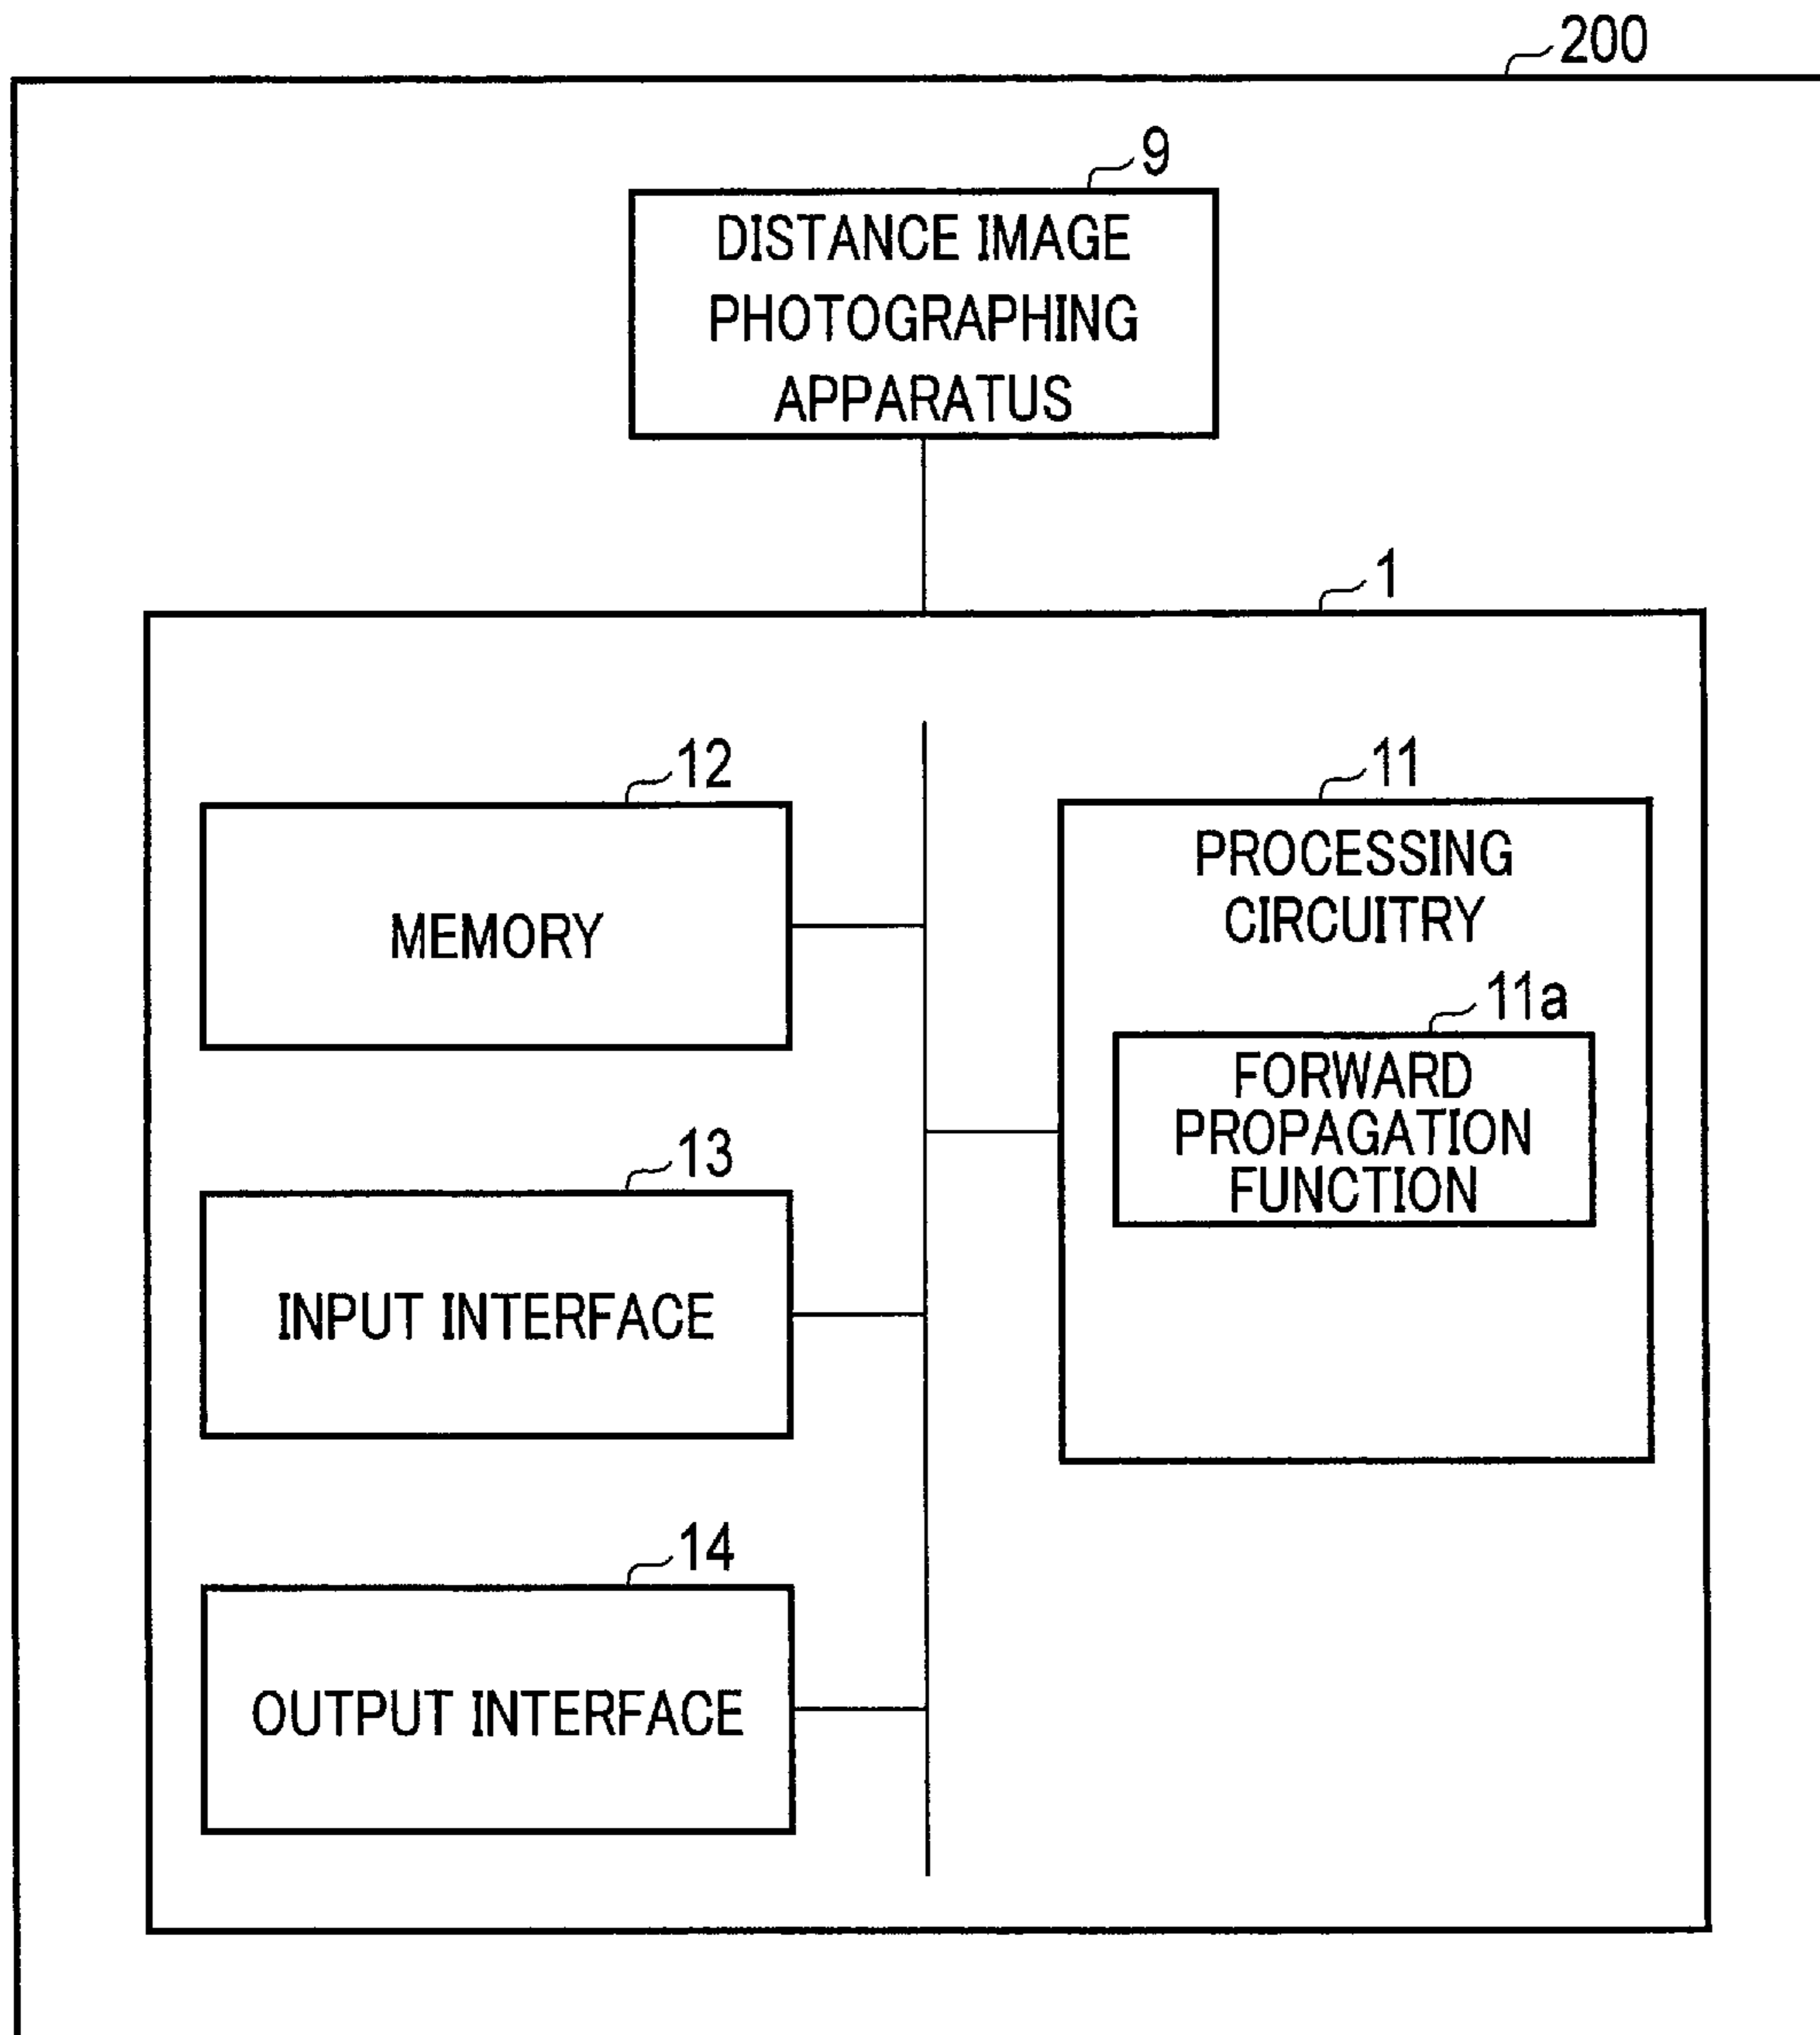 200
9
DISTANCE IMAGE
PHOTOGRAPHING
APPARATUS
1
12
MEMORY
11
PROCESSING
CIRCUITRY
11a
FORWARD
PROPAGATION
FUNCTION
13
INPUT INTERFACE
14
OUTPUT INTERFACE